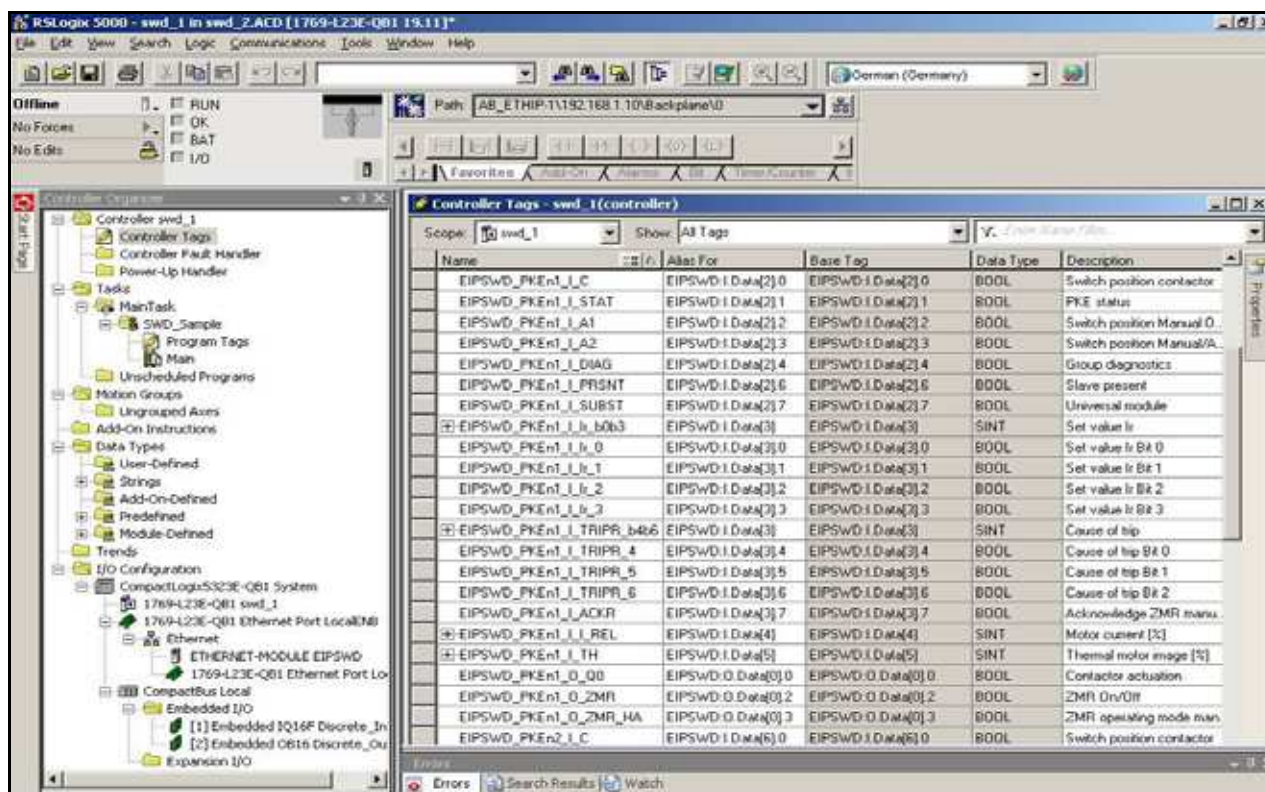 RSLogix 5000 - swd_1 in swd_2.ACD [1769-L23E-QB1 19.11]*
File Edit View Search Logic Communications Tools Window Help
German (Germany)
Offline RUN
No Forces OK
No Edits BAT
I/O
Path: AB_ETHIP-1\192.168.1.10\Backplane\0
Favorites Add-On Alarms Bit Timer/Counter
Start Page
Controller Organizer
Controller swd_1
Controller Tags
Controller Fault Handler
Power-Up Handler
Tasks
MainTask
SWD_Sample
Program Tags
Main
Unscheduled Programs
Motion Groups
Ungrouped Axes
Add-On Instructions
Data Types
User-Defined
Strings
Add-On-Defined
Predefined
Module-Defined
Trends
I/O Configuration
CompactLogix5323E-QB1 System
1769-L23E-QB1 swd_1
1769-L23E-QB1 Ethernet Port LocalENB
Ethernet
ETHERNET-MODULE EIPSWD
1769-L23E-QB1 Ethernet Port Lo
CompactBus Local
Embedded I/O
[1] Embedded IQ16F Discrete_In
[2] Embedded OB16 Discrete_Ou
Expansion I/O
Controller Tags - swd_1(controller)
Scope: swd_1 Show: All Tags Enter Name Filter...
Name Alias For Base Tag Data Type Description
EIPSWD_PKEn1_I_C EIPSWD:I.Data[2].0 EIPSWD:I.Data[2].0 BOOL Switch position contactor
EIPSWD_PKEn1_I_STAT EIPSWD:I.Data[2].1 EIPSWD:I.Data[2].1 BOOL PKE status
EIPSWD_PKEn1_I_A1 EIPSWD:I.Data[2].2 EIPSWD:I.Data[2].2 BOOL Switch position Manual O...
EIPSWD_PKEn1_I_A2 EIPSWD:I.Data[2].3 EIPSWD:I.Data[2].3 BOOL Switch position Manual/A...
EIPSWD_PKEn1_I_DIAG EIPSWD:I.Data[2].4 EIPSWD:I.Data[2].4 BOOL Group diagnostics
EIPSWD_PKEn1_I_PRSNT EIPSWD:I.Data[2].6 EIPSWD:I.Data[2].6 BOOL Slave present
EIPSWD_PKEn1_I_SUBST EIPSWD:I.Data[2].7 EIPSWD:I.Data[2].7 BOOL Universal module
EIPSWD_PKEn1_I_Ir_b0b3 EIPSWD:I.Data[3] EIPSWD:I.Data[3] SINT Set value Ir
EIPSWD_PKEn1_I_Ir_0 EIPSWD:I.Data[3].0 EIPSWD:I.Data[3].0 BOOL Set value Ir Bit 0
EIPSWD_PKEn1_I_Ir_1 EIPSWD:I.Data[3].1 EIPSWD:I.Data[3].1 BOOL Set value Ir Bit 1
EIPSWD_PKEn1_I_Ir_2 EIPSWD:I.Data[3].2 EIPSWD:I.Data[3].2 BOOL Set value Ir Bit 2
EIPSWD_PKEn1_I_Ir_3 EIPSWD:I.Data[3].3 EIPSWD:I.Data[3].3 BOOL Set value Ir Bit 3
EIPSWD_PKEn1_I_TRIPR_b4b6 EIPSWD:I.Data[3] EIPSWD:I.Data[3] SINT Cause of trip
EIPSWD_PKEn1_I_TRIPR_4 EIPSWD:I.Data[3].4 EIPSWD:I.Data[3].4 BOOL Cause of trip Bit 0
EIPSWD_PKEn1_I_TRIPR_5 EIPSWD:I.Data[3].5 EIPSWD:I.Data[3].5 BOOL Cause of trip Bit 1
EIPSWD_PKEn1_I_TRIPR_6 EIPSWD:I.Data[3].6 EIPSWD:I.Data[3].6 BOOL Cause of trip Bit 2
EIPSWD_PKEn1_I_ACKR EIPSWD:I.Data[3].7 EIPSWD:I.Data[3].7 BOOL Acknowledge ZMR manu...
EIPSWD_PKEn1_I_I_REL EIPSWD:I.Data[4] EIPSWD:I.Data[4] SINT Motor current [%]
EIPSWD_PKEn1_I_TH EIPSWD:I.Data[5] EIPSWD:I.Data[5] SINT Thermal motor image [%]
EIPSWD_PKEn1_O_Q0 EIPSWD:O.Data[0].0 EIPSWD:O.Data[0].0 BOOL Contactor actuation
EIPSWD_PKEn1_O_ZMR EIPSWD:O.Data[0].2 EIPSWD:O.Data[0].2 BOOL ZMR On/Off
EIPSWD_PKEn1_O_ZMR_HA EIPSWD:O.Data[0].3 EIPSWD:O.Data[0].3 BOOL ZMR operating mode man...
EIPSWD_PKEn2_I_C EIPSWD:I.Data[6].0 EIPSWD:I.Data[6].0 BOOL Switch position contactor
Properties
Errors
Errors Search Results Watch